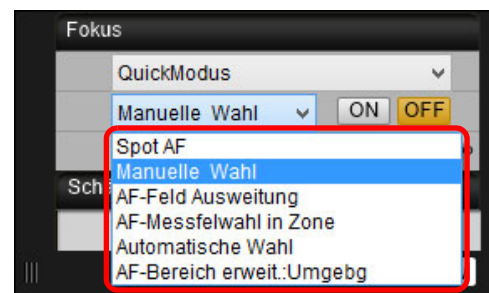 Fokus
QuickModus
Manuelle Wahl ON OFF
Spot AF
Manuelle Wahl
AF-Feld Ausweitung
AF-Messfelwahl in Zone
Automatische Wahl
AF-Bereich erweit.:Umgebg